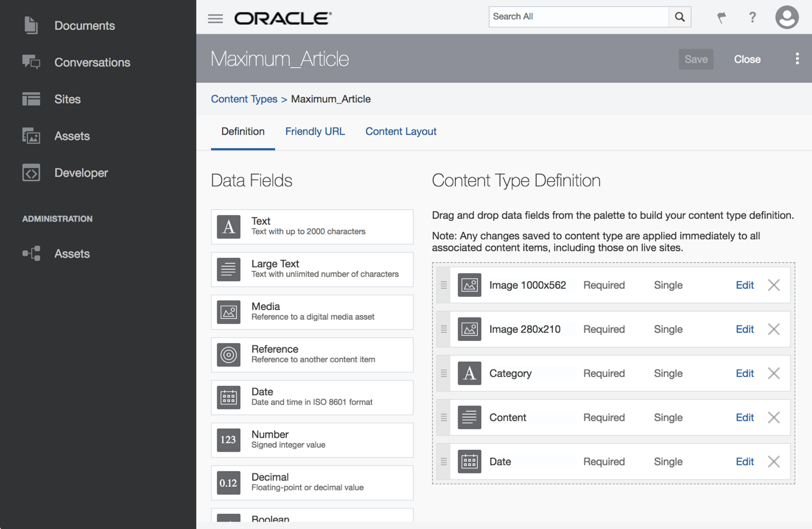 Documents
Conversations
Sites
Assets
Developer
ADMINISTRATION
Assets
ORACLE®
Search All
?
Maximum_Article
Save
Close
Content Types > Maximum_Article
Definition
Friendly URL
Content Layout
Data Fields
A
Text
Text with up to 2000 characters
Large Text
Text with unlimited number of characters
Media
Reference to a digital media asset
Reference
Reference to another content item
Date
Date and time in ISO 8601 format
123
Number
Signed integer value
0.12
Decimal
Floating-point or decimal value
Boolean
Content Type Definition
Drag and drop data fields from the palette to build your content type definition.
Note: Any changes saved to content type are applied immediately to all
associated content items, including those on live sites.
Image 1000x562 Required Single Edit
Image 280x210 Required Single Edit
A Category Required Single Edit
Content Required Single Edit
Date Required Single Edit